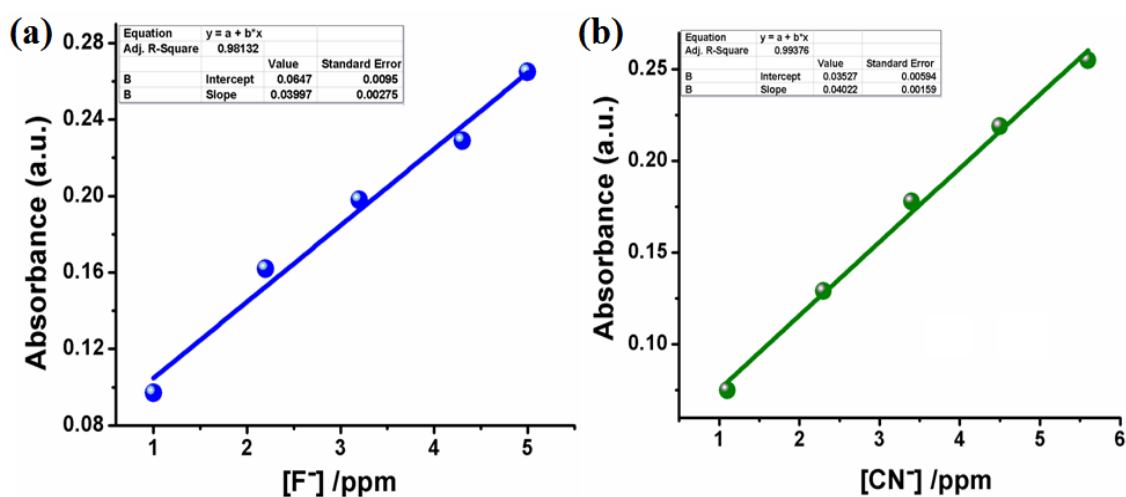 (a)
Equation y = a + b*x
Adj. R-Square 0.98132
Value Standard Error
B Intercept 0.0647 0.0095
B Slope 0.03997 0.00275
0.28
0.24
0.20
0.16
0.12
0.08
Absorbance (a.u.)
1 2 3 4 5
[F⁻] /ppm
(b)
Equation y = a + b*x
Adj. R-Square 0.99376
Value Standard Error
B Intercept 0.03527 0.00594
B Slope 0.04022 0.00159
0.25
0.20
0.15
0.10
Absorbance (a.u.)
1 2 3 4 5 6
[CN⁻] /ppm